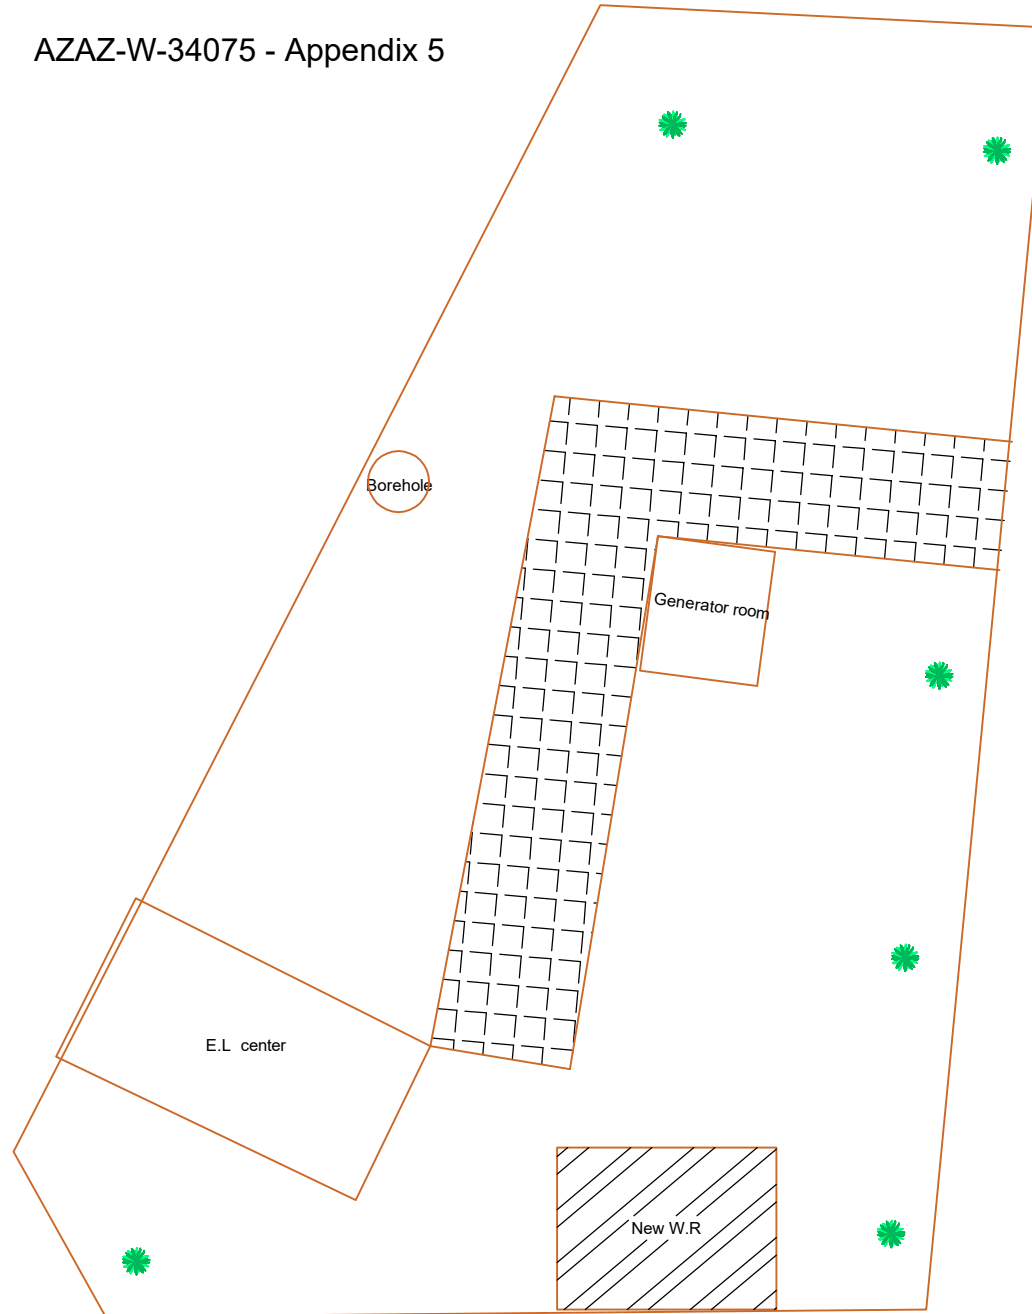 AZAZ-W-34075 - Appendix 5
Borehole
Generator room
E.L center
New W.R